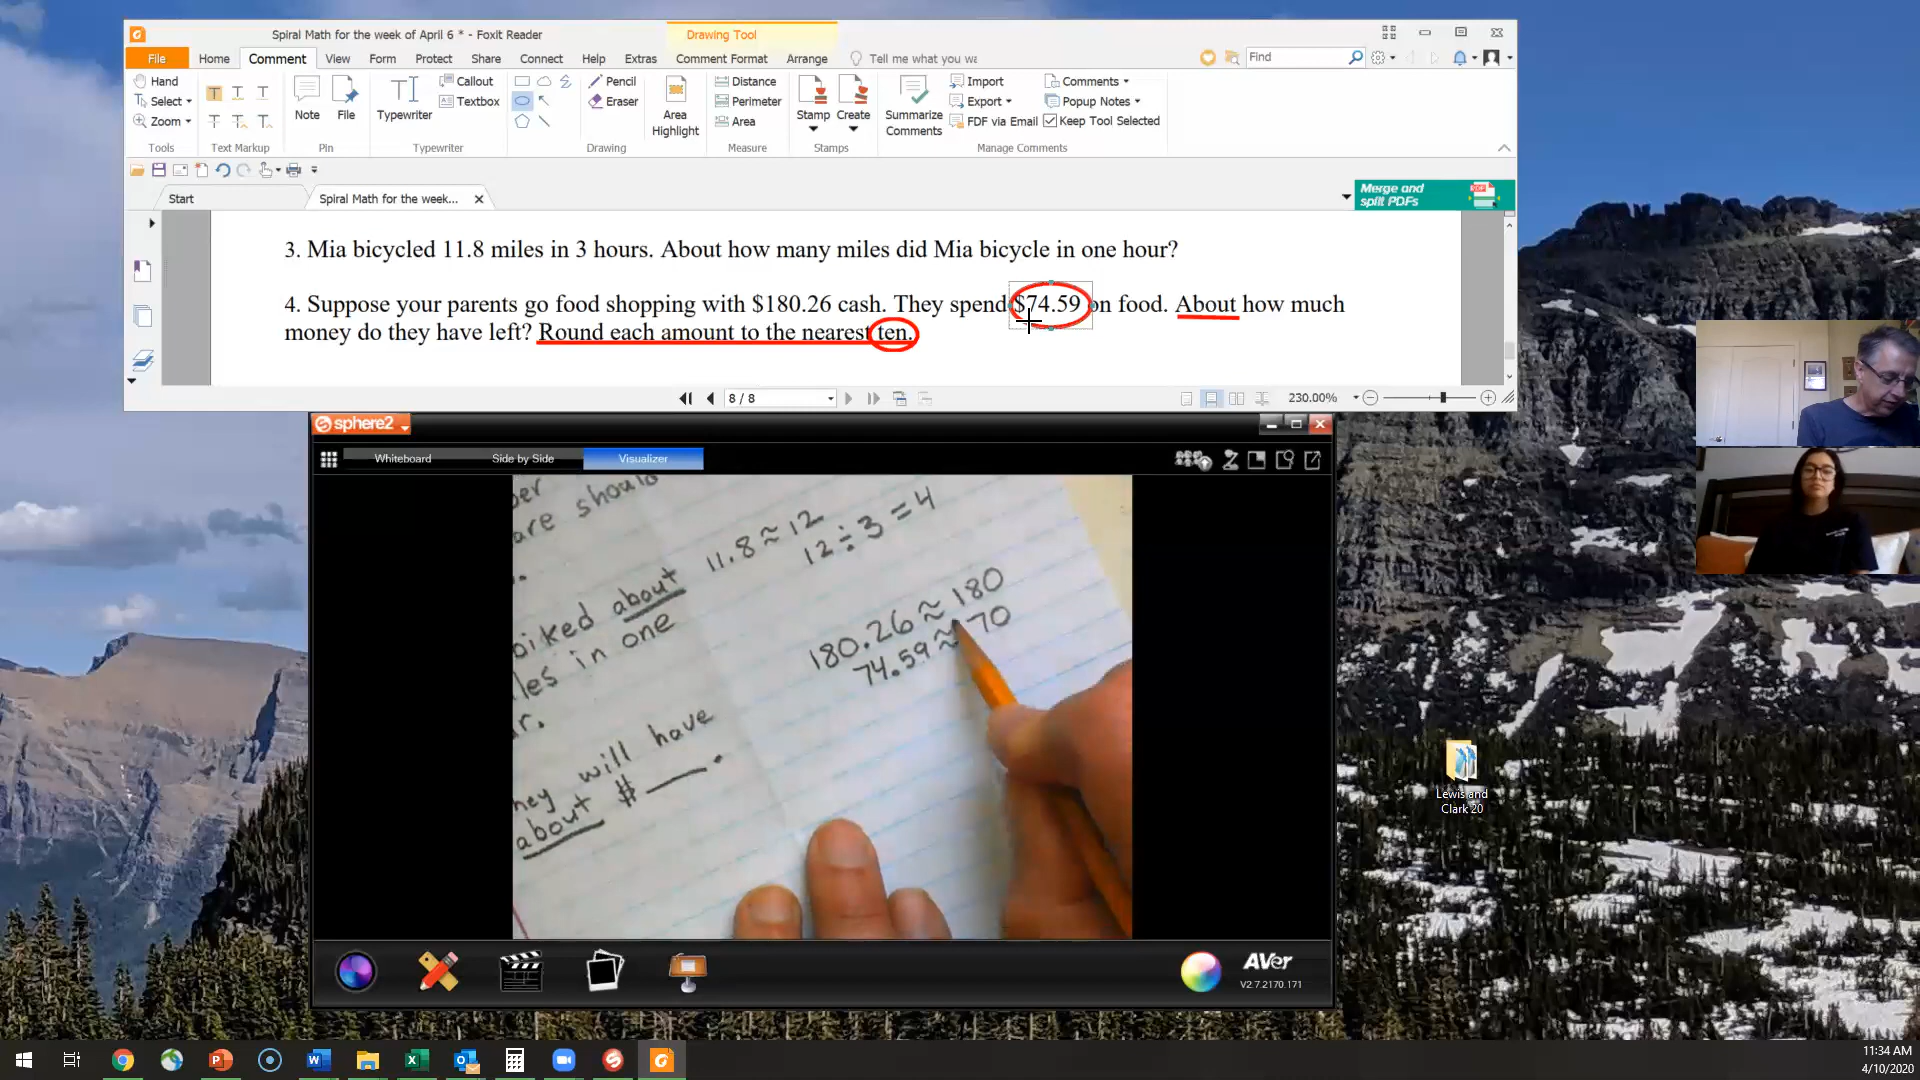 Spiral Math for the week of April 6 * - Foxit Reader
Drawing Tool
File Home Comment View Form Protect Share Connect Help Extras Comment Format Arrange Tell me what you wa Find
Hand
Select
Zoom
Tools
Text Markup
Note
File
Pin
Typewriter
Callout
Textbox
Typewriter
Pencil
Eraser
Drawing
Area Highlight
Distance
Perimeter
Area
Measure
Stamp
Create
Stamps
Summarize Comments
Import
Export
FDF via Email
Comments
Popup Notes
Keep Tool Selected
Manage Comments
Start
Spiral Math for the week...
Merge and split PDFs
3. Mia bicycled 11.8 miles in 3 hours. About how many miles did Mia bicycle in one hour?
4. Suppose your parents go food shopping with $180.26 cash. They spend $74.59 on food. About how much
money do they have left? Round each amount to the nearest ten.
8 / 8
230.00%
sphere2
Whiteboard Side by Side Visualizer
are should
11.8 ≈ 12
12 ÷ 3 = 4
biked about
les in one
r.
180.26 ≈ 180
74.59 ≈ 70
hey will have
about $ ___.
AVer
V2.7.2170.171
Lewis and
Clark 20
11:34 AM
4/10/2020